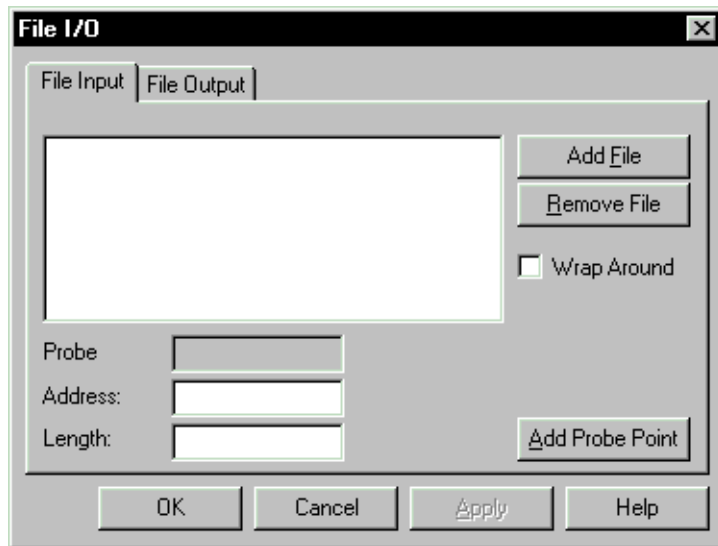 File I/O
File Input File Output
Add File
Remove File
Wrap Around
Probe
Address:
Length:
Add Probe Point
OK Cancel Apply Help